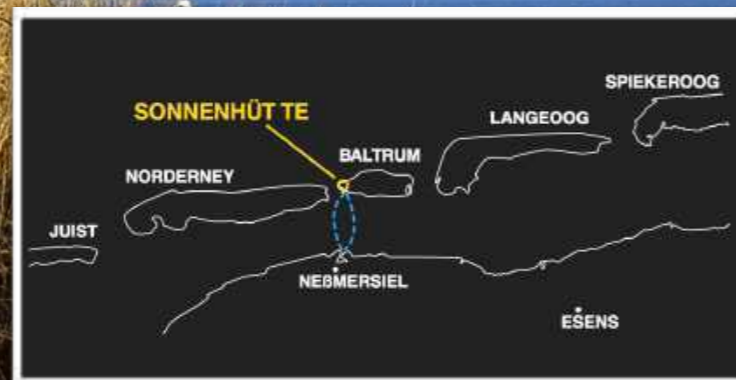 SPIEKEROOG
SONNENHÜT TE
LANGEOOG
BALTRUM
NORDERNEY
JUIST
NEßMERSIEL
ESENS